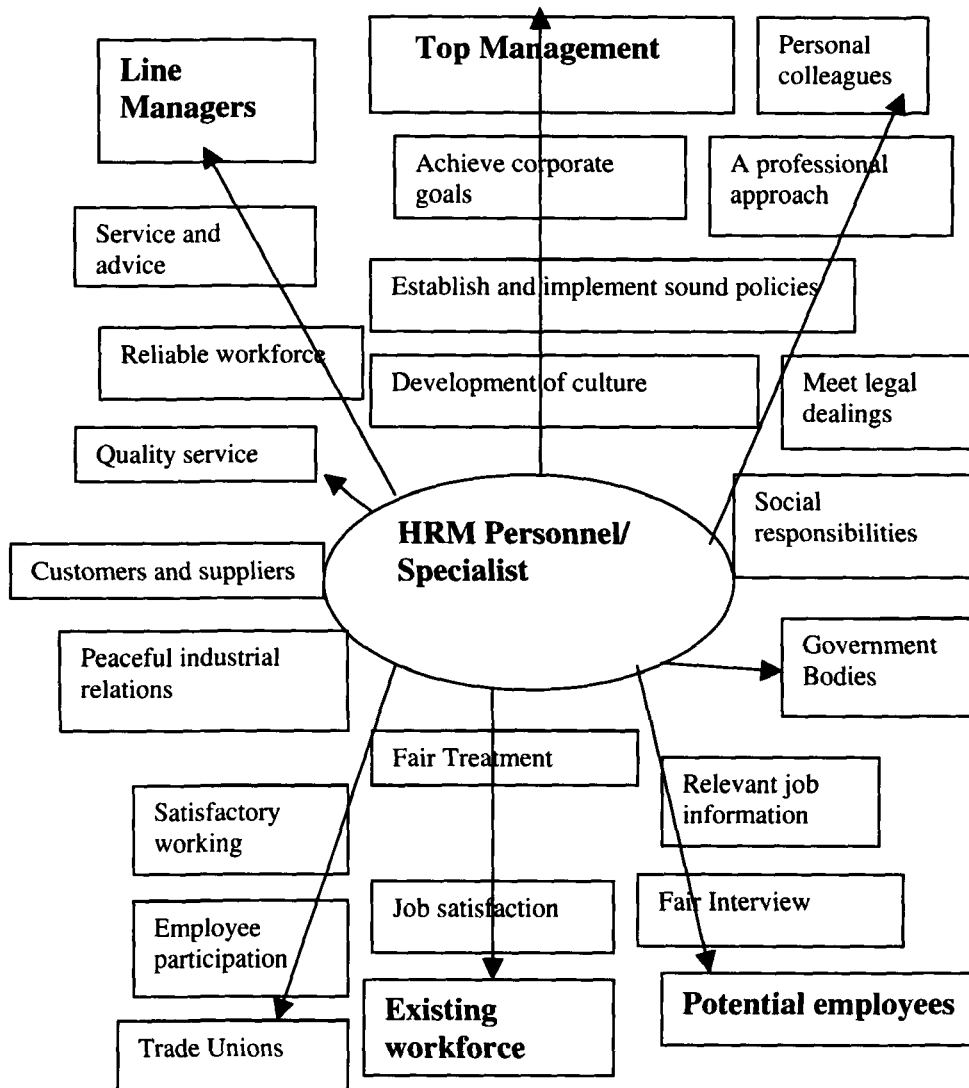 Line
Managers
Top Management
Personal
colleagues
Achieve corporate
goals
A professional
approach
Service and
advice
Establish and implement sound policies
Reliable workforce
Development of culture
Meet legal
dealings
Quality service
HRM Personnel/
Specialist
Social
responsibilities
Customers and suppliers
Peaceful industrial
relations
Government
Bodies
Fair Treatment
Satisfactory
working
Relevant job
information
Employee
participation
Job satisfaction
Fair Interview
Trade Unions
Existing
workforce
Potential employees